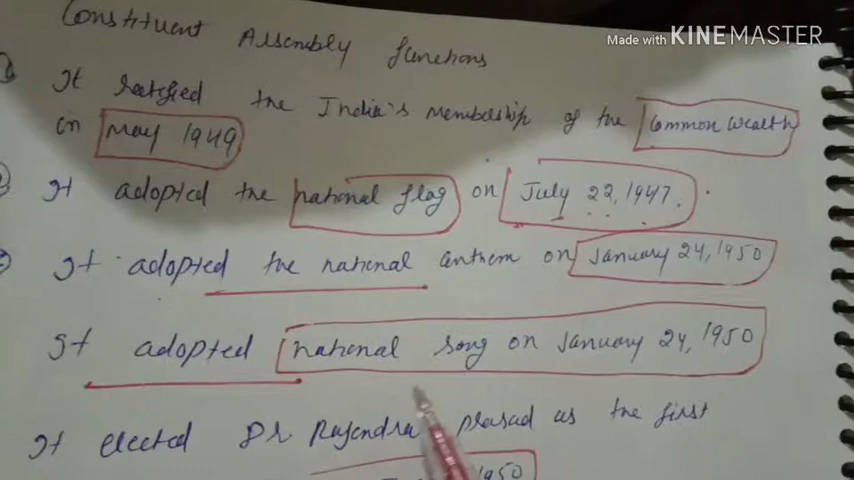 Made with KINEMASTER
Constituent Assembly functions
It ratified the India's membership of the Common wealth
in May 1949
It adopted the national flag on July 22, 1947.
It adopted the national anthem on January 24, 1950
It adopted national song on January 24, 1950
It elected Dr. Rajendra prasad as the first
1950